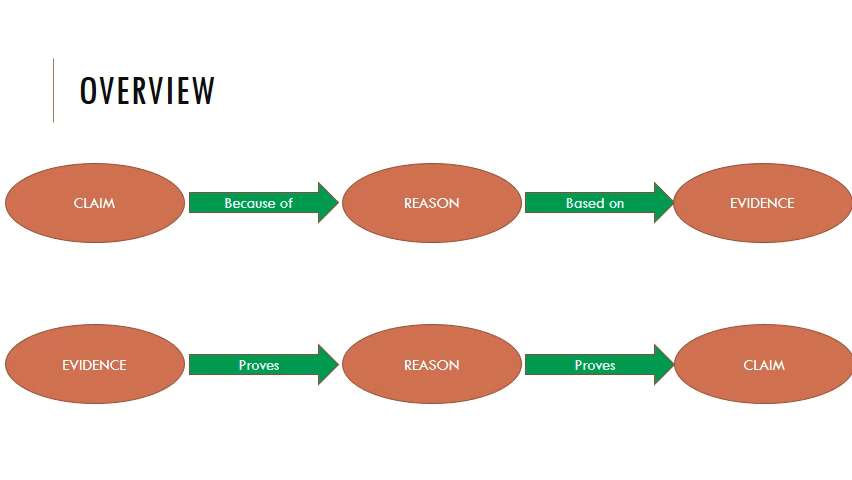 OVERVIEW
CLAIM
Because of
REASON
Based on
EVIDENCE
EVIDENCE
Proves
REASON
Proves
CLAIM